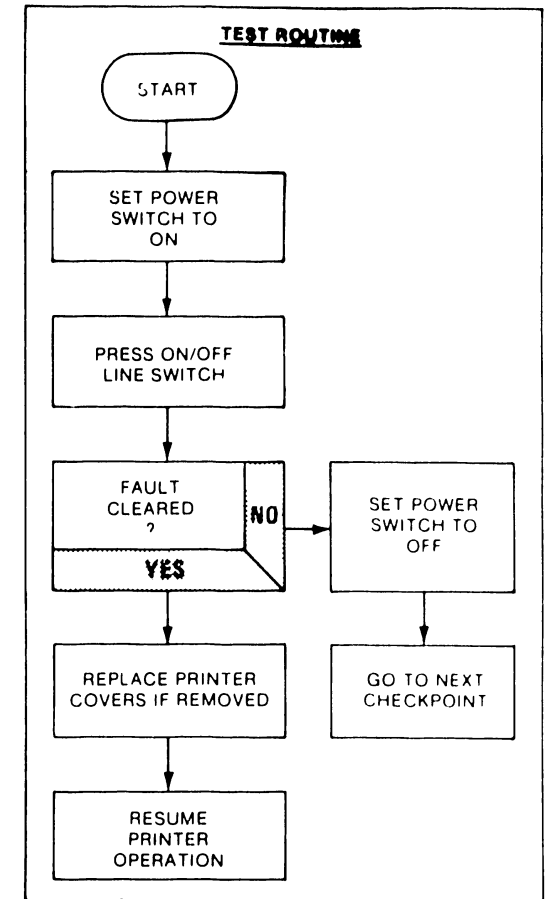 TEST ROUTINE
START
SET POWER
SWITCH TO
ON
PRESS ON/OFF
LINE SWITCH
FAULT
CLEARED
?
NO
YES
SET POWER
SWITCH TO
OFF
GO TO NEXT
CHECKPOINT
REPLACE PRINTER
COVERS IF REMOVED
RESUME
PRINTER
OPERATION